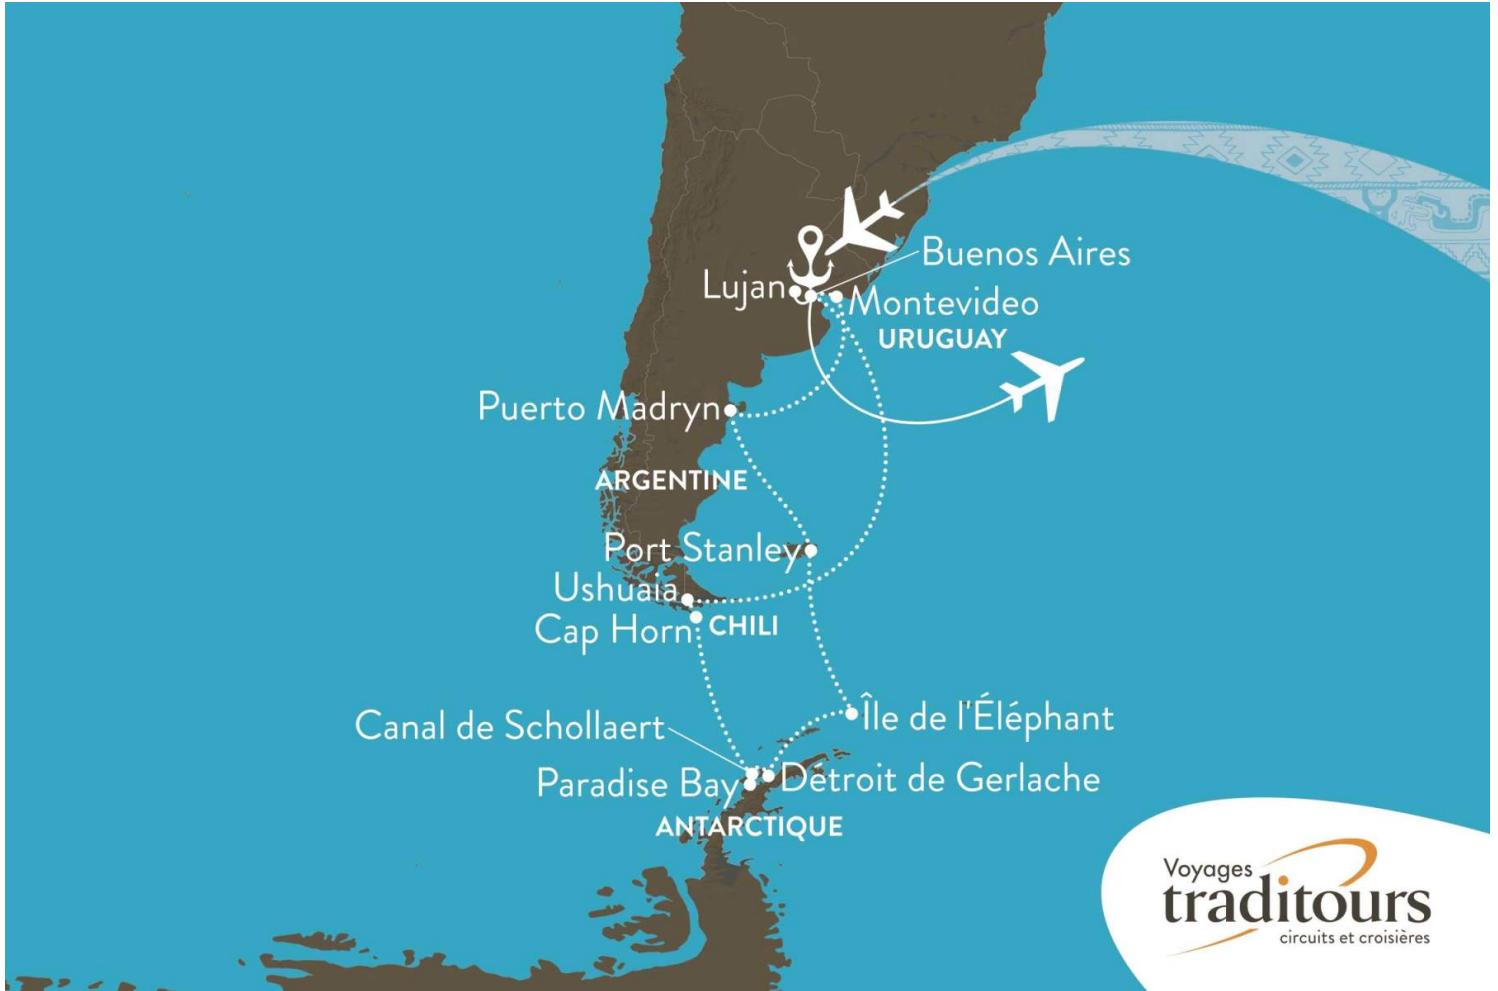 Buenos Aires
Lujan
Montevideo
URUGUAY
Puerto Madryn
ARGENTINE
Port Stanley
Ushuaia
Cap Horn
CHILI
Île de l'Éléphant
Canal de Schollaert
Paradise Bay
Détroit de Gerlache
ANTARCTIQUE
Voyages
traditours
circuits et croisières